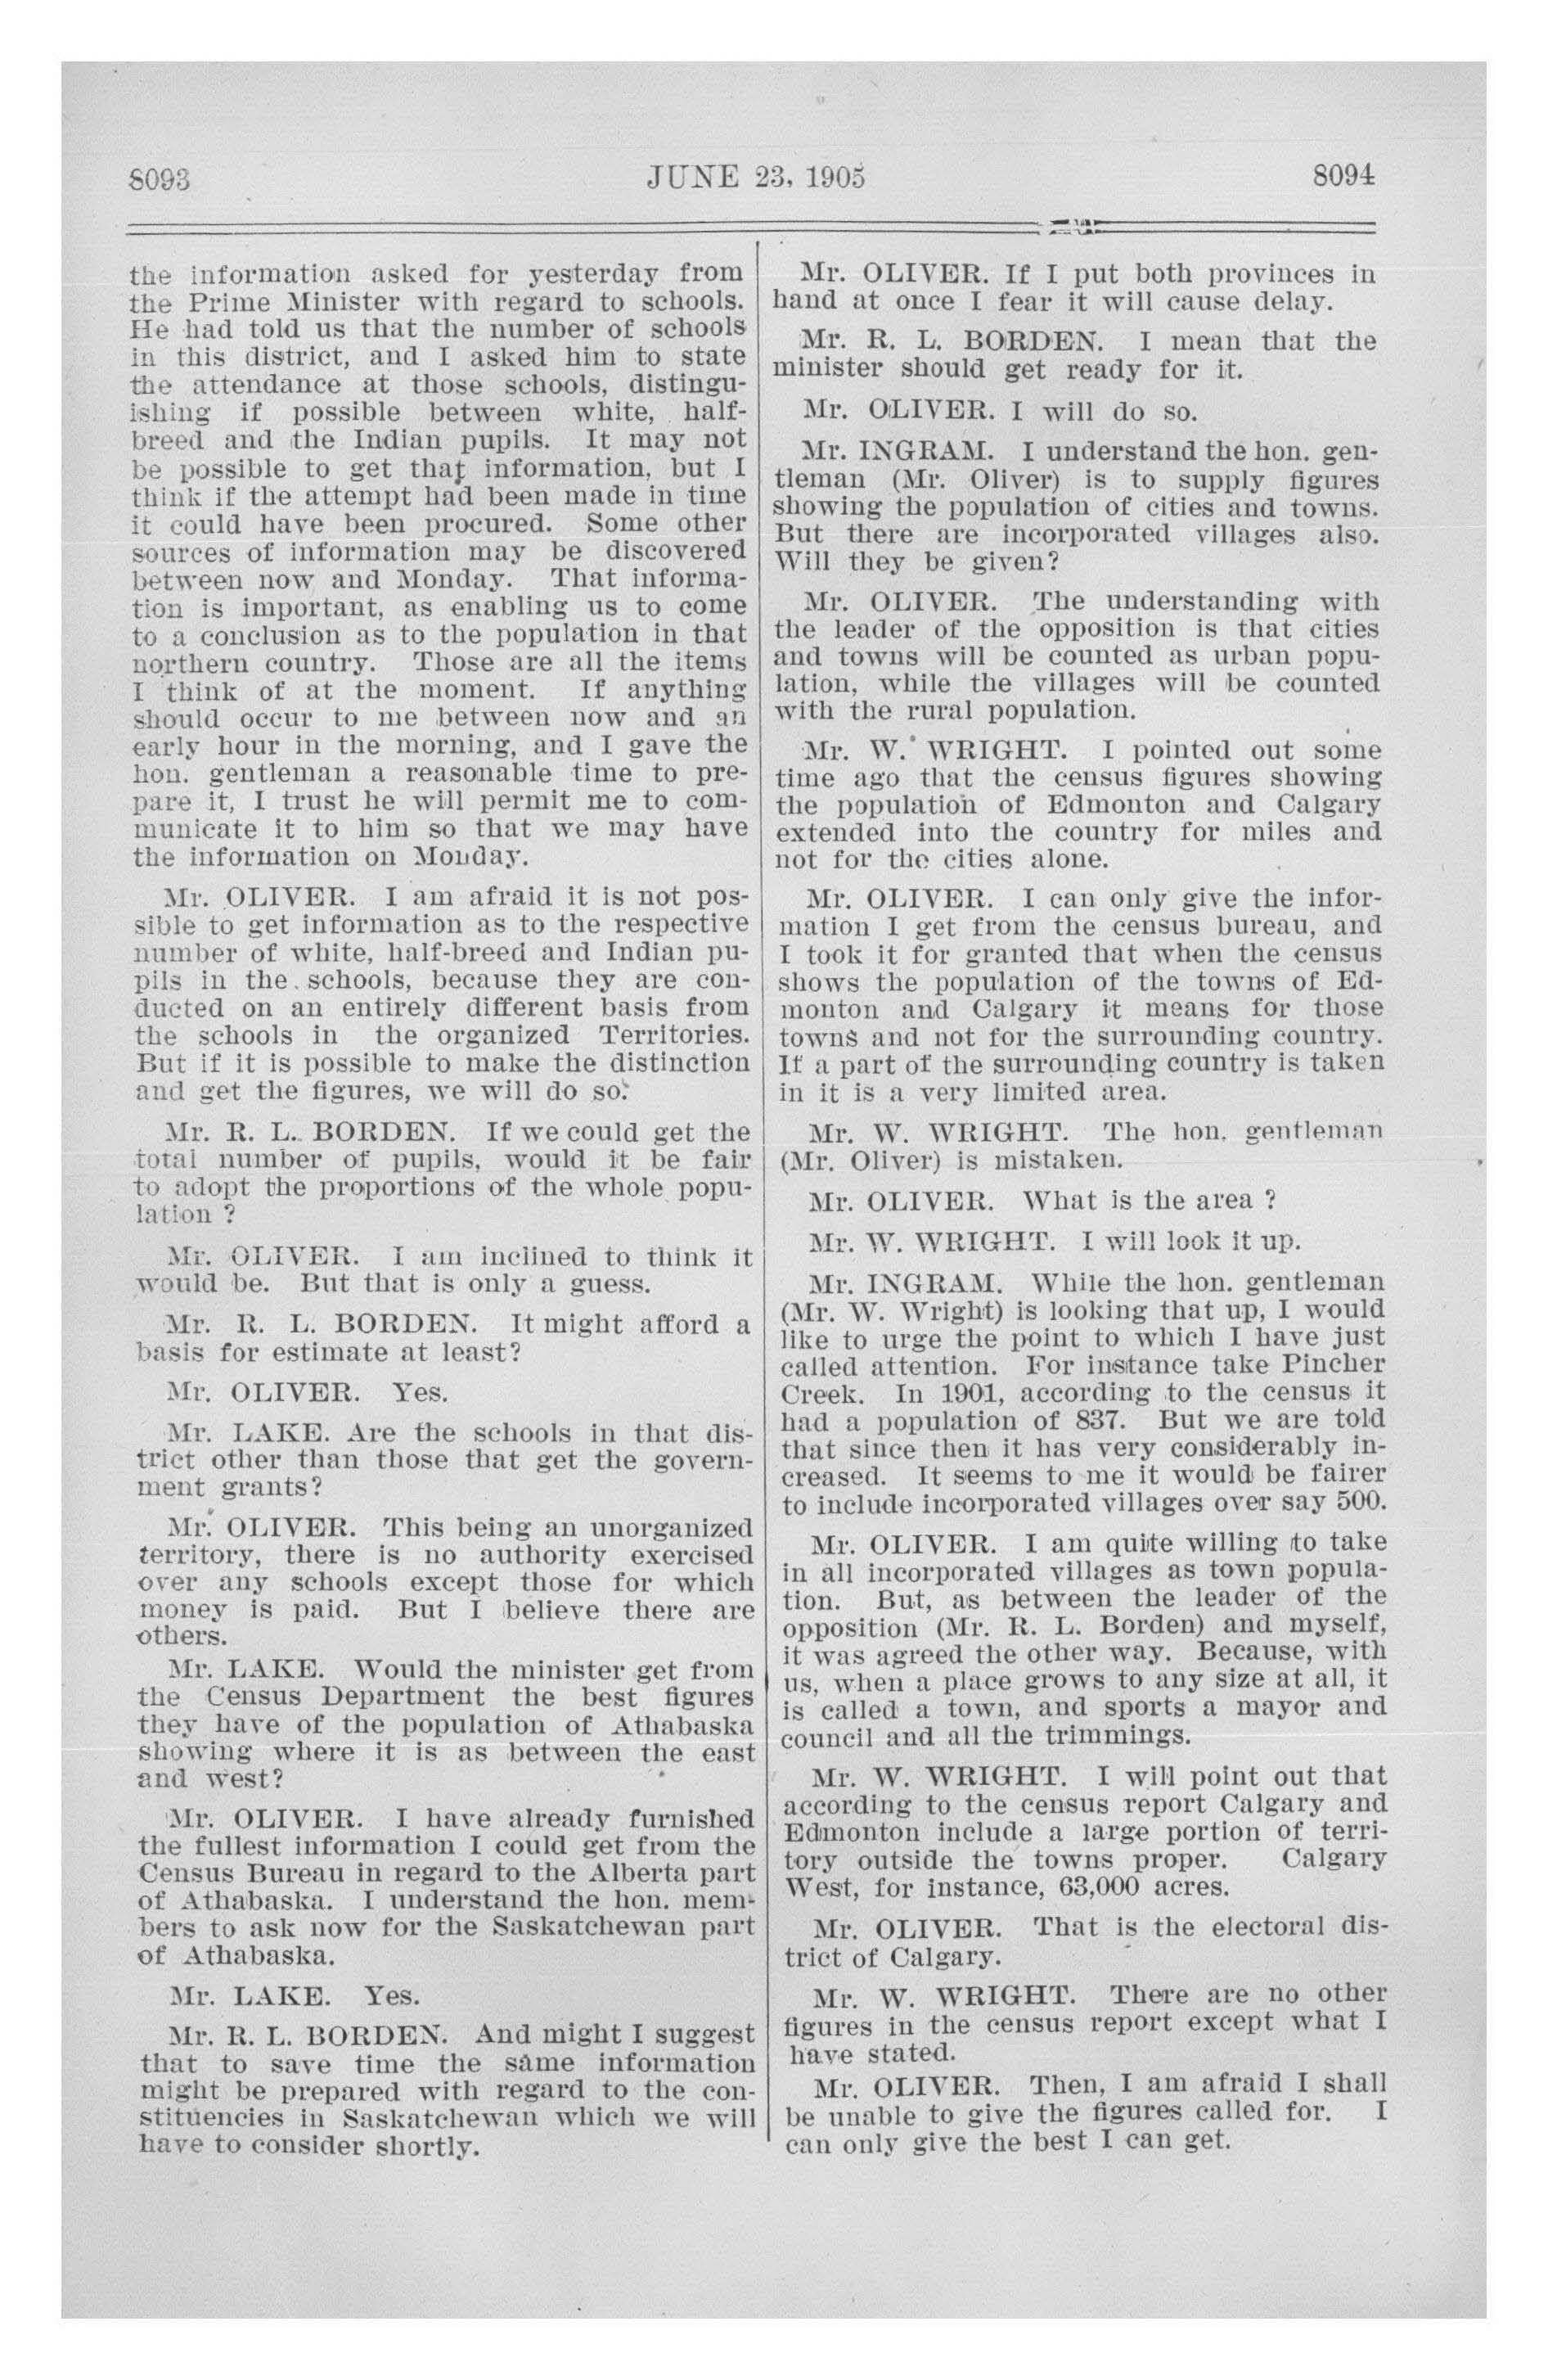 8093
JUNE 23, 1905
8094
the information asked for yesterday from
the Prime Minister with regard to schools.
He had told us that the number of schools
in this district, and I asked him to state
the attendance at those schools, distingu-
ishing if possible between white, half-
breed and the Indian pupils. It may not
be possible to get that information, but I
think if the attempt had been made in time
it could have been procured. Some other
sources of information may be discovered
between now and Monday. That informa-
tion is important, as enabling us to come
to a conclusion as to the population in that
northern country. Those are all the items
I think of at the moment. If anything
should occur to me between now and an
early hour in the morning, and I gave the
hon. gentleman a reasonable time to pre-
pare it, I trust he will permit me to com-
municate it to him so that we may have
the information on Monday.
Mr. OLIVER. I am afraid it is not pos-
sible to get information as to the respective
number of white, half-breed and Indian pu-
pils in the schools, because they are con-
ducted on an entirely different basis from
the schools in the organized Territories.
But if it is possible to make the distinction
and get the figures, we will do so.
Mr. R. L. BORDEN. If we could get the
total number of pupils, would it be fair
to adopt the proportions of the whole popu-
lation ?
Mr. OLIVER. I am inclined to think it
would be. But that is only a guess.
Mr. R. L. BORDEN. It might afford a
basis for estimate at least?
Mr. OLIVER. Yes.
Mr. LAKE. Are the schools in that dis-
trict other than those that get the govern-
ment grants?
Mr. OLIVER. This being an unorganized
territory, there is no authority exercised
over any schools except those for which
money is paid. But I believe there are
others.
Mr. LAKE. Would the minister get from
the Census Department the best figures
they have of the population of Athabaska
showing where it is as between the east
and west?
Mr. OLIVER. I have already furnished
the fullest information I could get from the
Census Bureau in regard to the Alberta part
of Athabaska. I understand the hon. mem-
bers to ask now for the Saskatchewan part
of Athabaska.
Mr. LAKE. Yes.
Mr. R. L. BORDEN. And might I suggest
that to save time the same information
might be prepared with regard to the con-
stituencies in Saskatchewan which we will
have to consider shortly.
Mr. OLIVER. If I put both provinces in
hand at once I fear it will cause delay.
Mr. R. L. BORDEN. I mean that the
minister should get ready for it.
Mr. OLIVER. I will do so.
Mr. INGRAM. I understand the hon. gen-
tleman (Mr. Oliver) is to supply figures
showing the population of cities and towns.
But there are incorporated villages also.
Will they be given?
Mr. OLIVER. The understanding with
the leader of the opposition is that cities
and towns will be counted as urban popu-
lation, while the villages will be counted
with the rural population.
Mr. W. WRIGHT. I pointed out some
time ago that the census figures showing
the population of Edmonton and Calgary
extended into the country for miles and
not for the cities alone.
Mr. OLIVER. I can only give the infor-
mation I get from the census bureau, and
I took it for granted that when the census
shows the population of the towns of Ed-
monton and Calgary it means for those
towns and not for the surrounding country.
If a part of the surrounding country is taken
in it is a very limited area.
Mr. W. WRIGHT. The hon. gentleman
(Mr. Oliver) is mistaken.
Mr. OLIVER. What is the area ?
Mr. W. WRIGHT. I will look it up.
Mr. INGRAM. While the hon. gentleman
(Mr. W. Wright) is looking that up, I would
like to urge the point to which I have just
called attention. For instance take Pincher
Creek. In 1901, according to the census it
had a population of 837. But we are told
that since then it has very considerably in-
creased. It seems to me it would be fairer
to include incorporated villages over say 500.
Mr. OLIVER. I am quite willing to take
in all incorporated villages as town popula-
tion. But, as between the leader of the
opposition (Mr. R. L. Borden) and myself,
it was agreed the other way. Because, with
us, when a place grows to any size at all, it
is called a town, and sports a mayor and
council and all the trimmings.
Mr. W. WRIGHT. I will point out that
according to the census report Calgary and
Edmonton include a large portion of terri-
tory outside the towns proper. Calgary
West, for instance, 63,000 acres.
Mr. OLIVER. That is the electoral dis-
trict of Calgary.
Mr. W. WRIGHT. There are no other
figures in the census report except what I
have stated.
Mr. OLIVER. Then, I am afraid I shall
be unable to give the figures called for. I
can only give the best I can get.